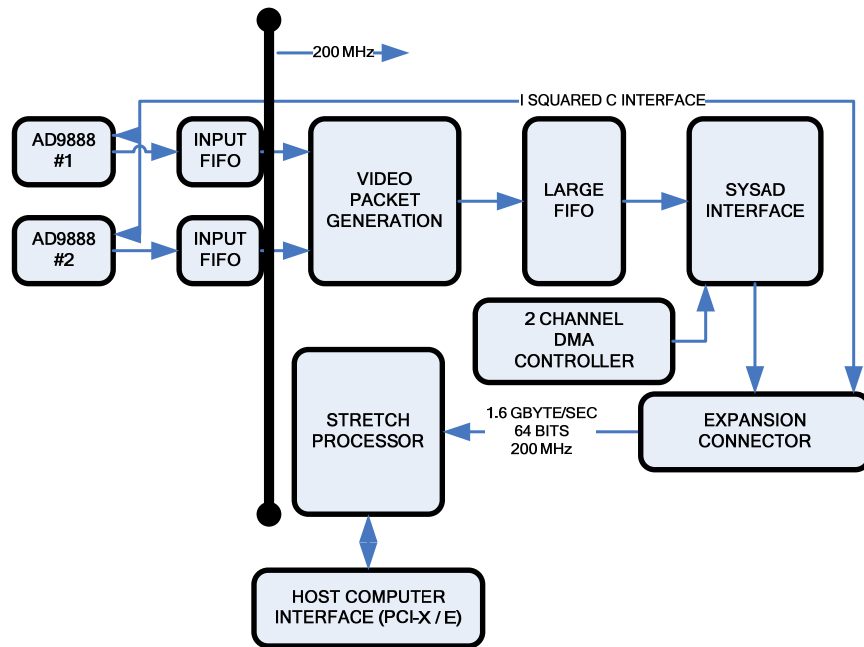 200 MHz
I SQUARED C INTERFACE
AD9888
#1
INPUT
FIFO
VIDEO
PACKET
GENERATION
LARGE
FIFO
SYSAD
INTERFACE
AD9888
#2
INPUT
FIFO
2 CHANNEL
DMA
CONTROLLER
STRETCH
PROCESSOR
1.6 GBYTE/SEC
64 BITS
200 MHz
EXPANSION
CONNECTOR
HOST COMPUTER
INTERFACE (PCI-X / E)